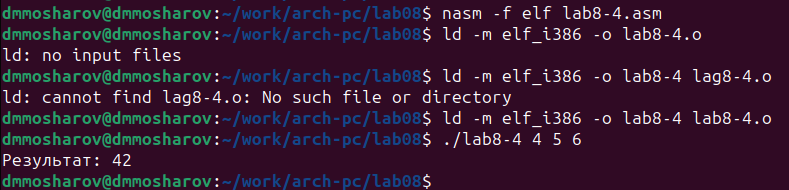 dmmosharov@dmmosharov:~/work/arch-pc/lab08$ nasm -f elf lab8-4.asm
dmmosharov@dmmosharov:~/work/arch-pc/lab08$ ld -m elf_i386 -o lab8-4.o
ld: no input files
dmmosharov@dmmosharov:~/work/arch-pc/lab08$ ld -m elf_i386 -o lab8-4 lag8-4.o
ld: cannot find lag8-4.o: No such file or directory
dmmosharov@dmmosharov:~/work/arch-pc/lab08$ ld -m elf_i386 -o lab8-4 lab8-4.o
dmmosharov@dmmosharov:~/work/arch-pc/lab08$ ./lab8-4 4 5 6
Результат: 42
dmmosharov@dmmosharov:~/work/arch-pc/lab08$